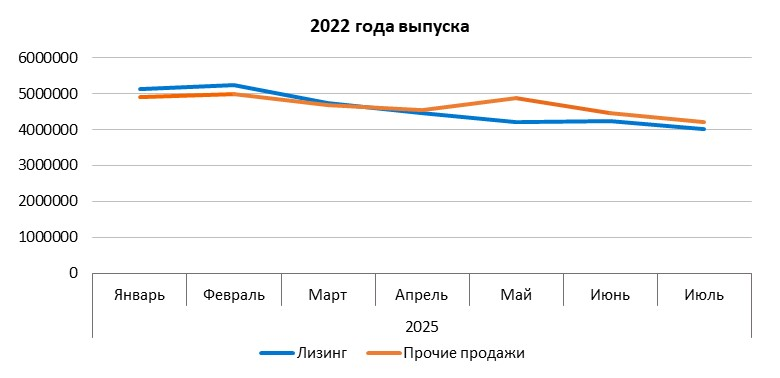 2022 года выпуска
6000000
5000000
4000000
3000000
2000000
1000000
0
Январь Февраль Март Апрель Май Июнь Июль
2025
Лизинг Прочие продажи